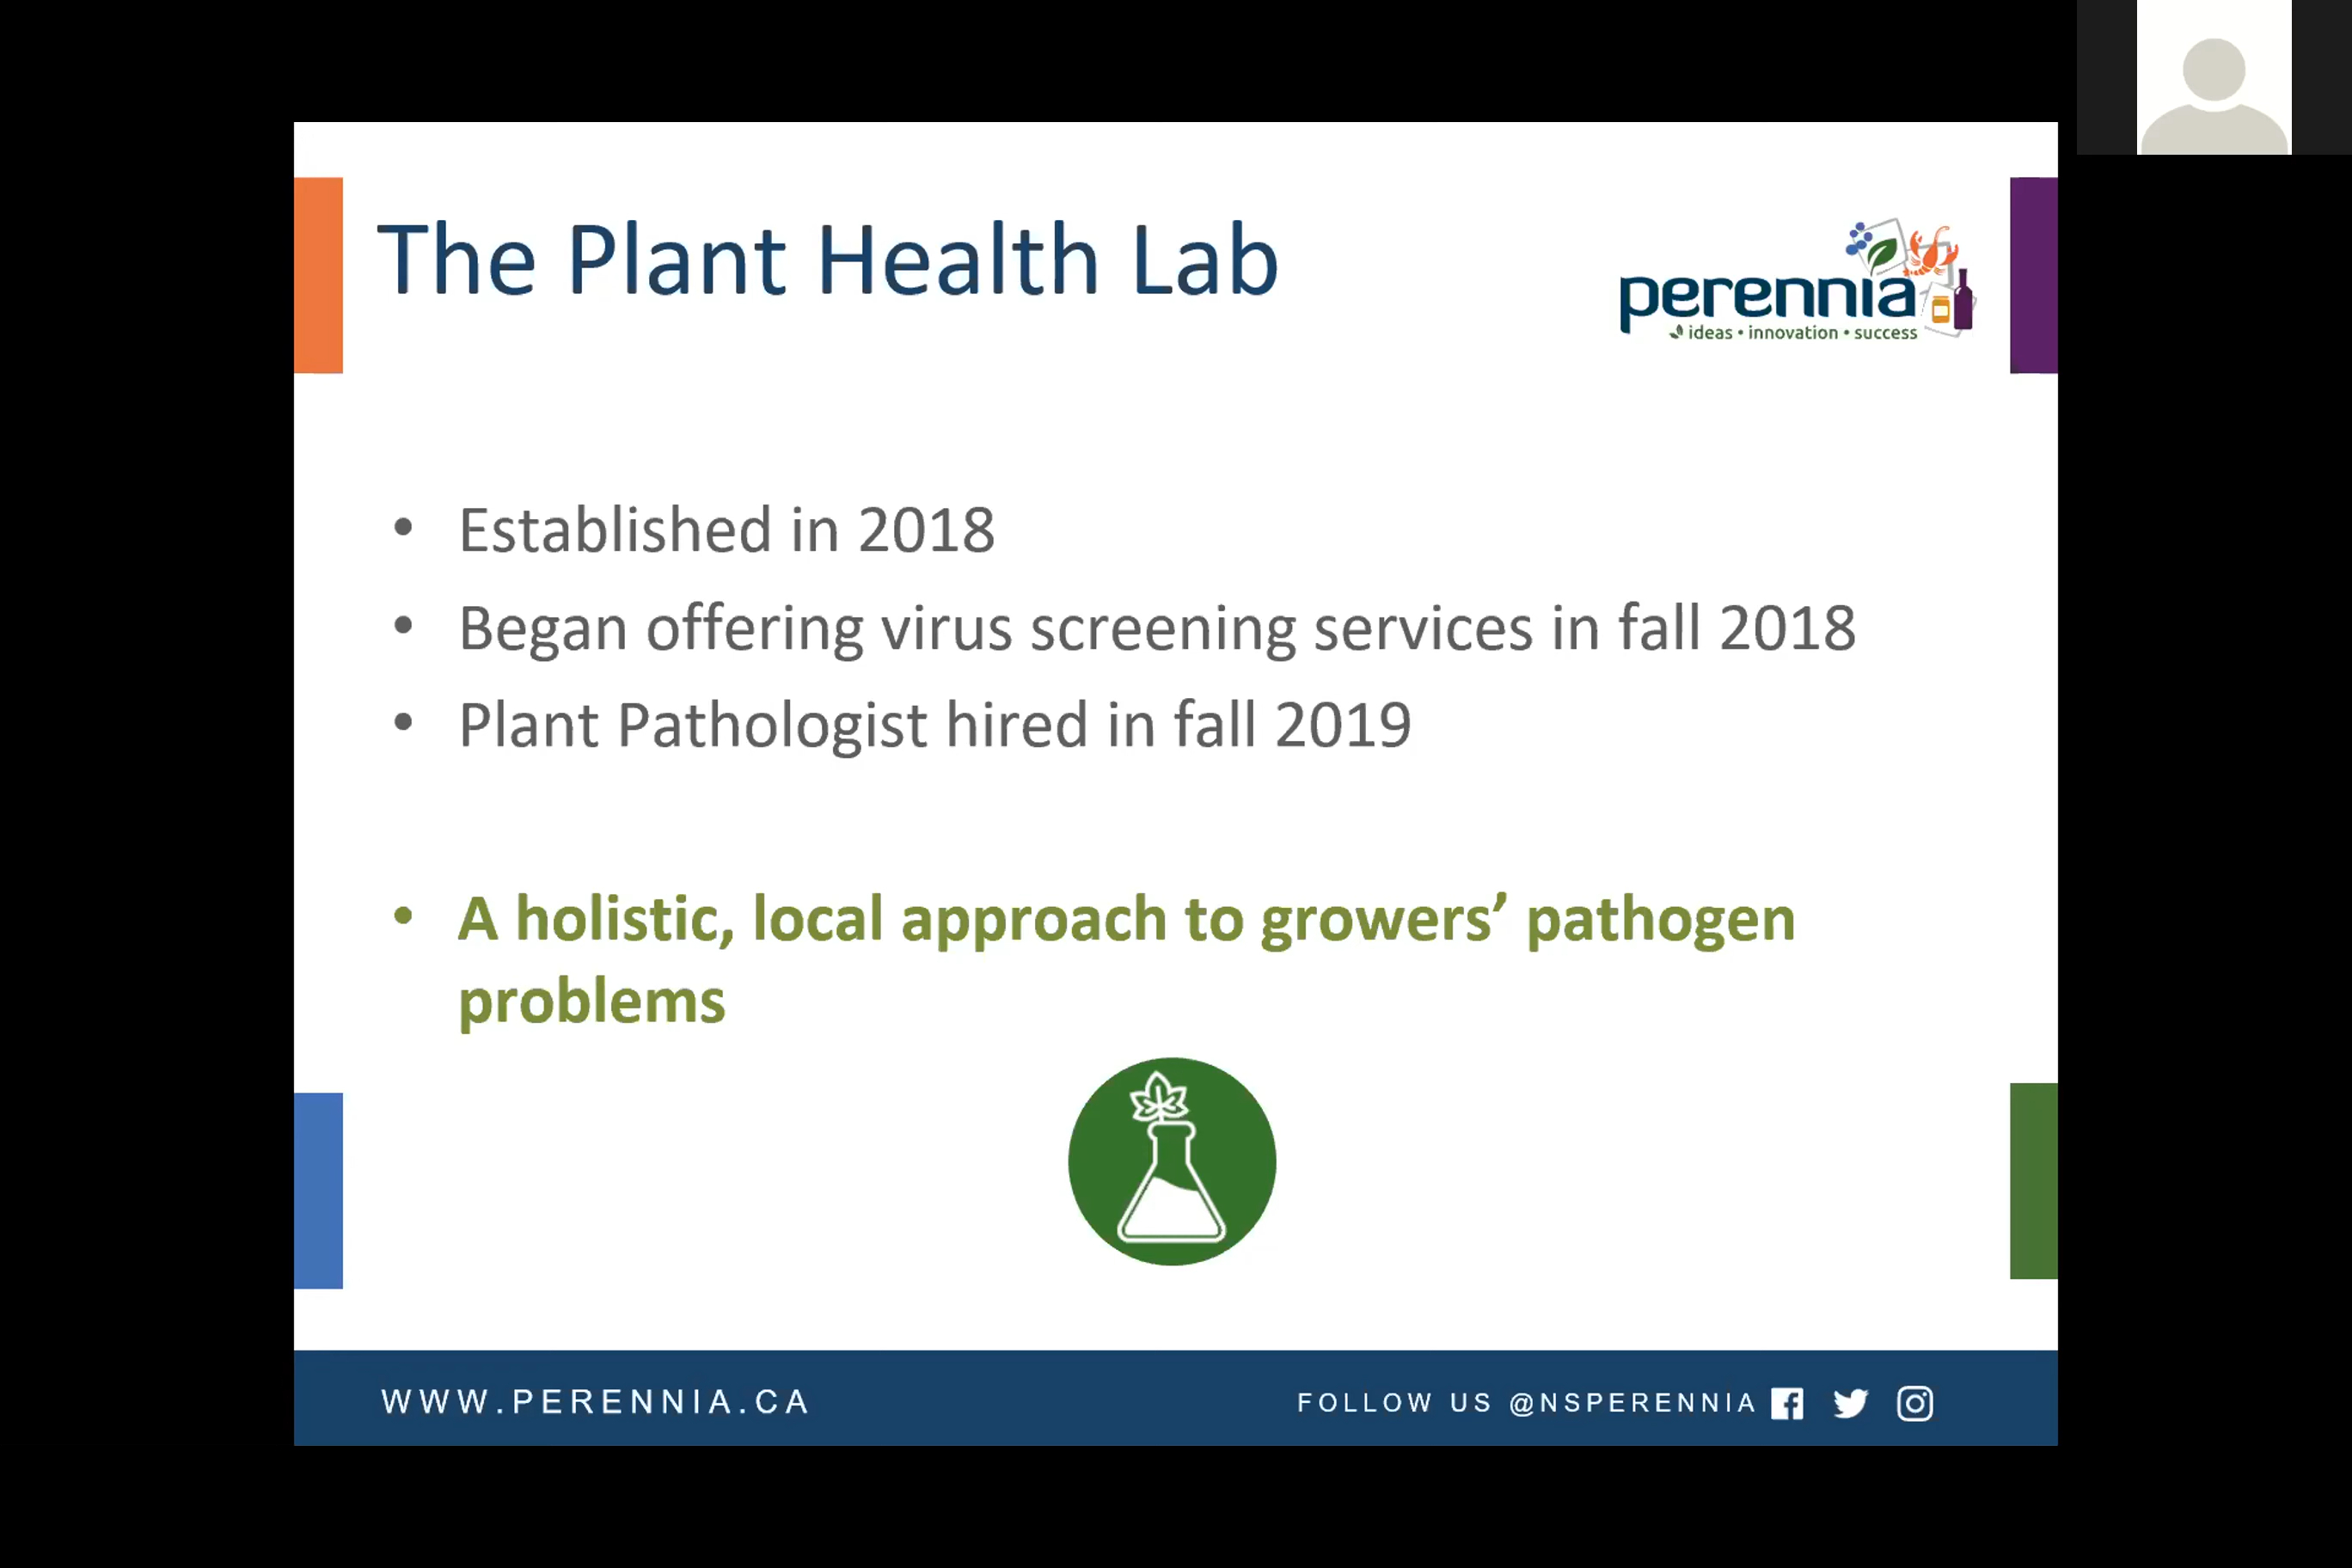 The Plant Health Lab
perennia
ideas • innovation • success
• Established in 2018
• Began offering virus screening services in fall 2018
• Plant Pathologist hired in fall 2019
• A holistic, local approach to growers’ pathogen
problems
WWW.PERENNIA.CA
FOLLOW US @NSPERENNIA